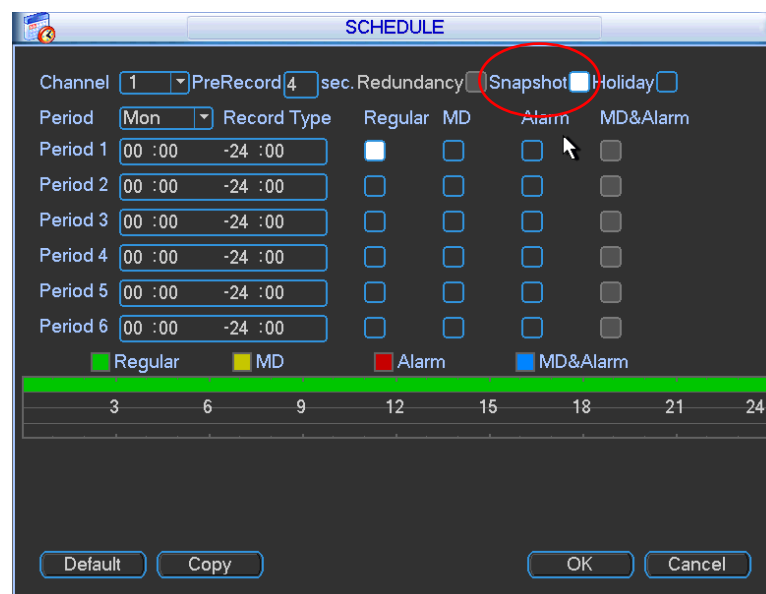 SCHEDULE
Channel 1 PreRecord 4 sec. Redundancy Snapshot Holiday
Period Mon Record Type Regular MD Alarm MD&Alarm
Period 1 00 :00 -24 :00
Period 2 00 :00 -24 :00
Period 3 00 :00 -24 :00
Period 4 00 :00 -24 :00
Period 5 00 :00 -24 :00
Period 6 00 :00 -24 :00
Regular MD Alarm MD&Alarm
3 6 9 12 15 18 21 24
Default Copy OK Cancel